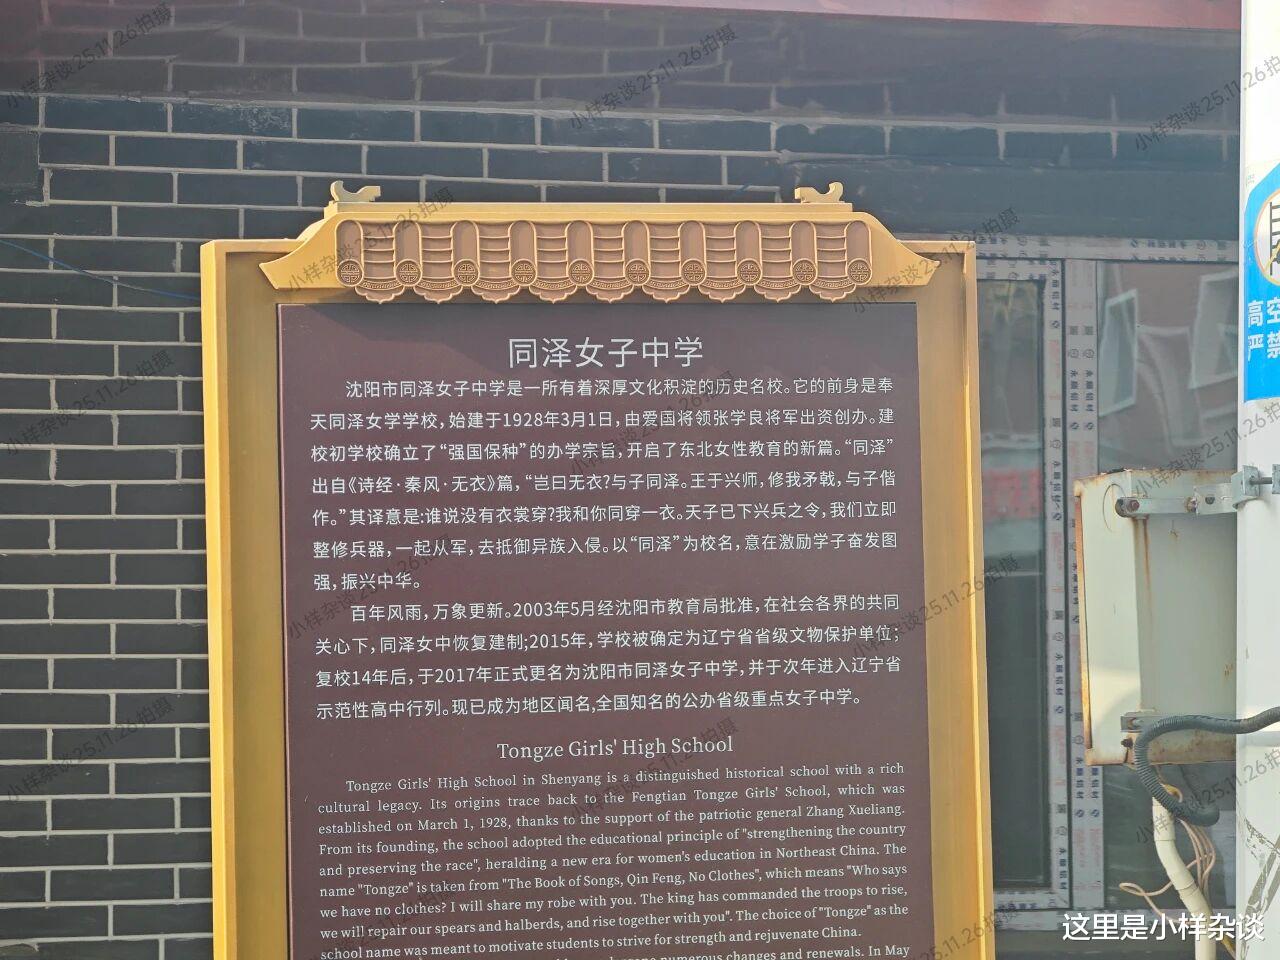 同泽女子中学
沈阳市同泽女子中学是一所有着深厚文化积淀的历史名校。它的前身是奉
天同泽女学学校，始建于1928年3月1日，由爱国将领张学良将军出资创办。建
校初学校确立了“强国保种”的办学宗旨，开启了东北女性教育的新篇。“同泽”
出自《诗经·秦风·无衣》篇，“岂曰无衣?与子同泽。王于兴师，修我矛戟，与子偕
作。”其译意是:谁说没有衣裳穿?我和你同穿一衣。天子已下兴兵之令，我们立即
整修兵器，一起从军，去抵御异族入侵。以“同泽”为校名，意在激励学子奋发图
强，振兴中华。
百年风雨，万象更新。2003年5月经沈阳市教育局批准，在社会各界的共同
关心下，同泽女中恢复建制;2015年，学校被确定为辽宁省省级文物保护单位；
复校14年后，于2017年正式更名为沈阳市同泽女子中学，并于次年进入辽宁省
示范性高中行列。现已成为地区闻名,全国知名的公办省级重点女子中学。
Tongze Girls' High School
Tongze Girls' High School in Shenyang is a distinguished historical school with a rich
cultural legacy. Its origins trace back to the Fengtian Tongze Girls' School, which was
established on March 1, 1928, thanks to the support of the patriotic general Zhang Xueliang.
From its founding, the school adopted the educational principle of "strengthening the country
and preserving the race", heralding a new era for women's education in Northeast China. The
name "Tongze" is taken from "The Book of Songs, Qin Feng, No Clothes", which means "Who says
we have no clothes? I will share my robe with you. The king has commanded the troops to rise,
we will repair our spears and halberds, and rise together with you". The choice of "Tongze" as the
school name was meant to motivate students to strive for strength and rejuvenate China.
numerous changes and renewals. In May
高空
严禁
小样杂谈25.11.26拍摄
这里是小样杂谈